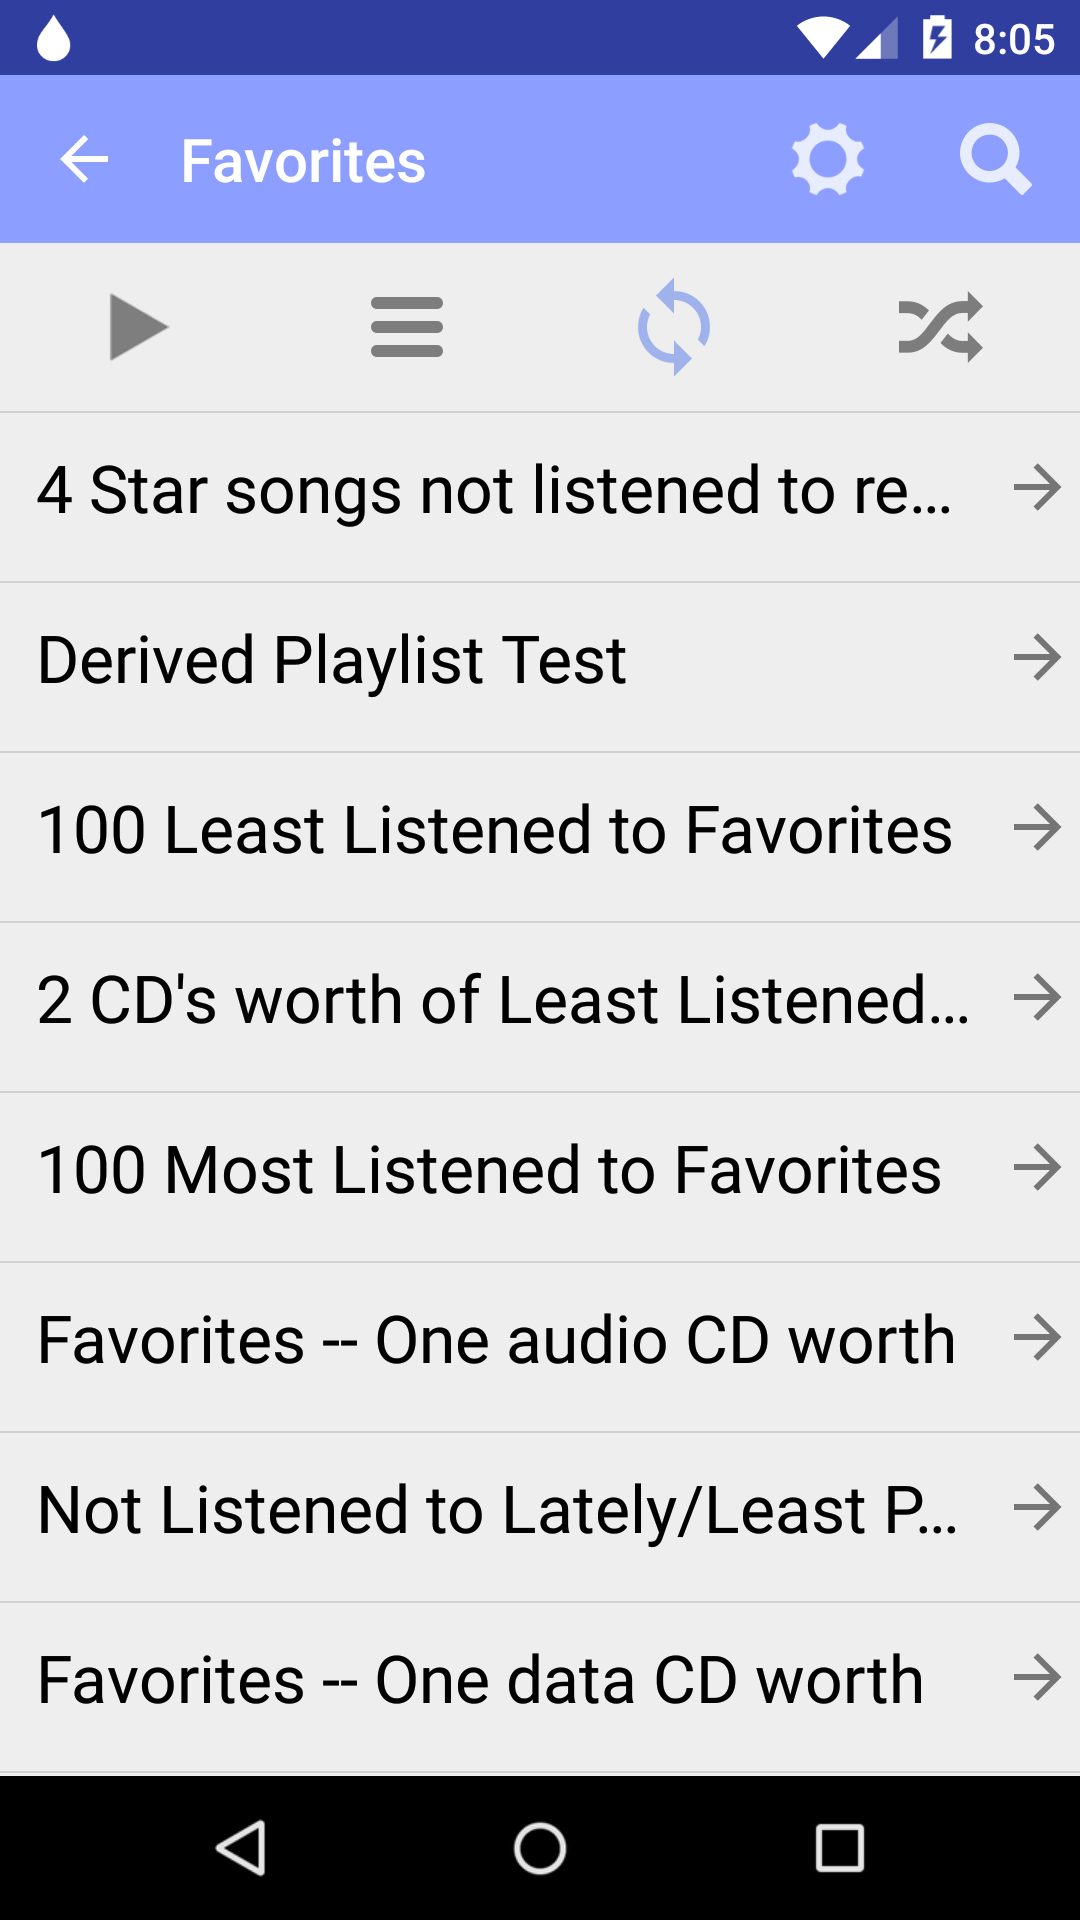 8:05
Favorites
4 Star songs not listened to re...
Derived Playlist Test
100 Least Listened to Favorites
2 CD's worth of Least Listened...
100 Most Listened to Favorites
Favorites -- One audio CD worth
Not Listened to Lately/Least P...
Favorites -- One data CD worth